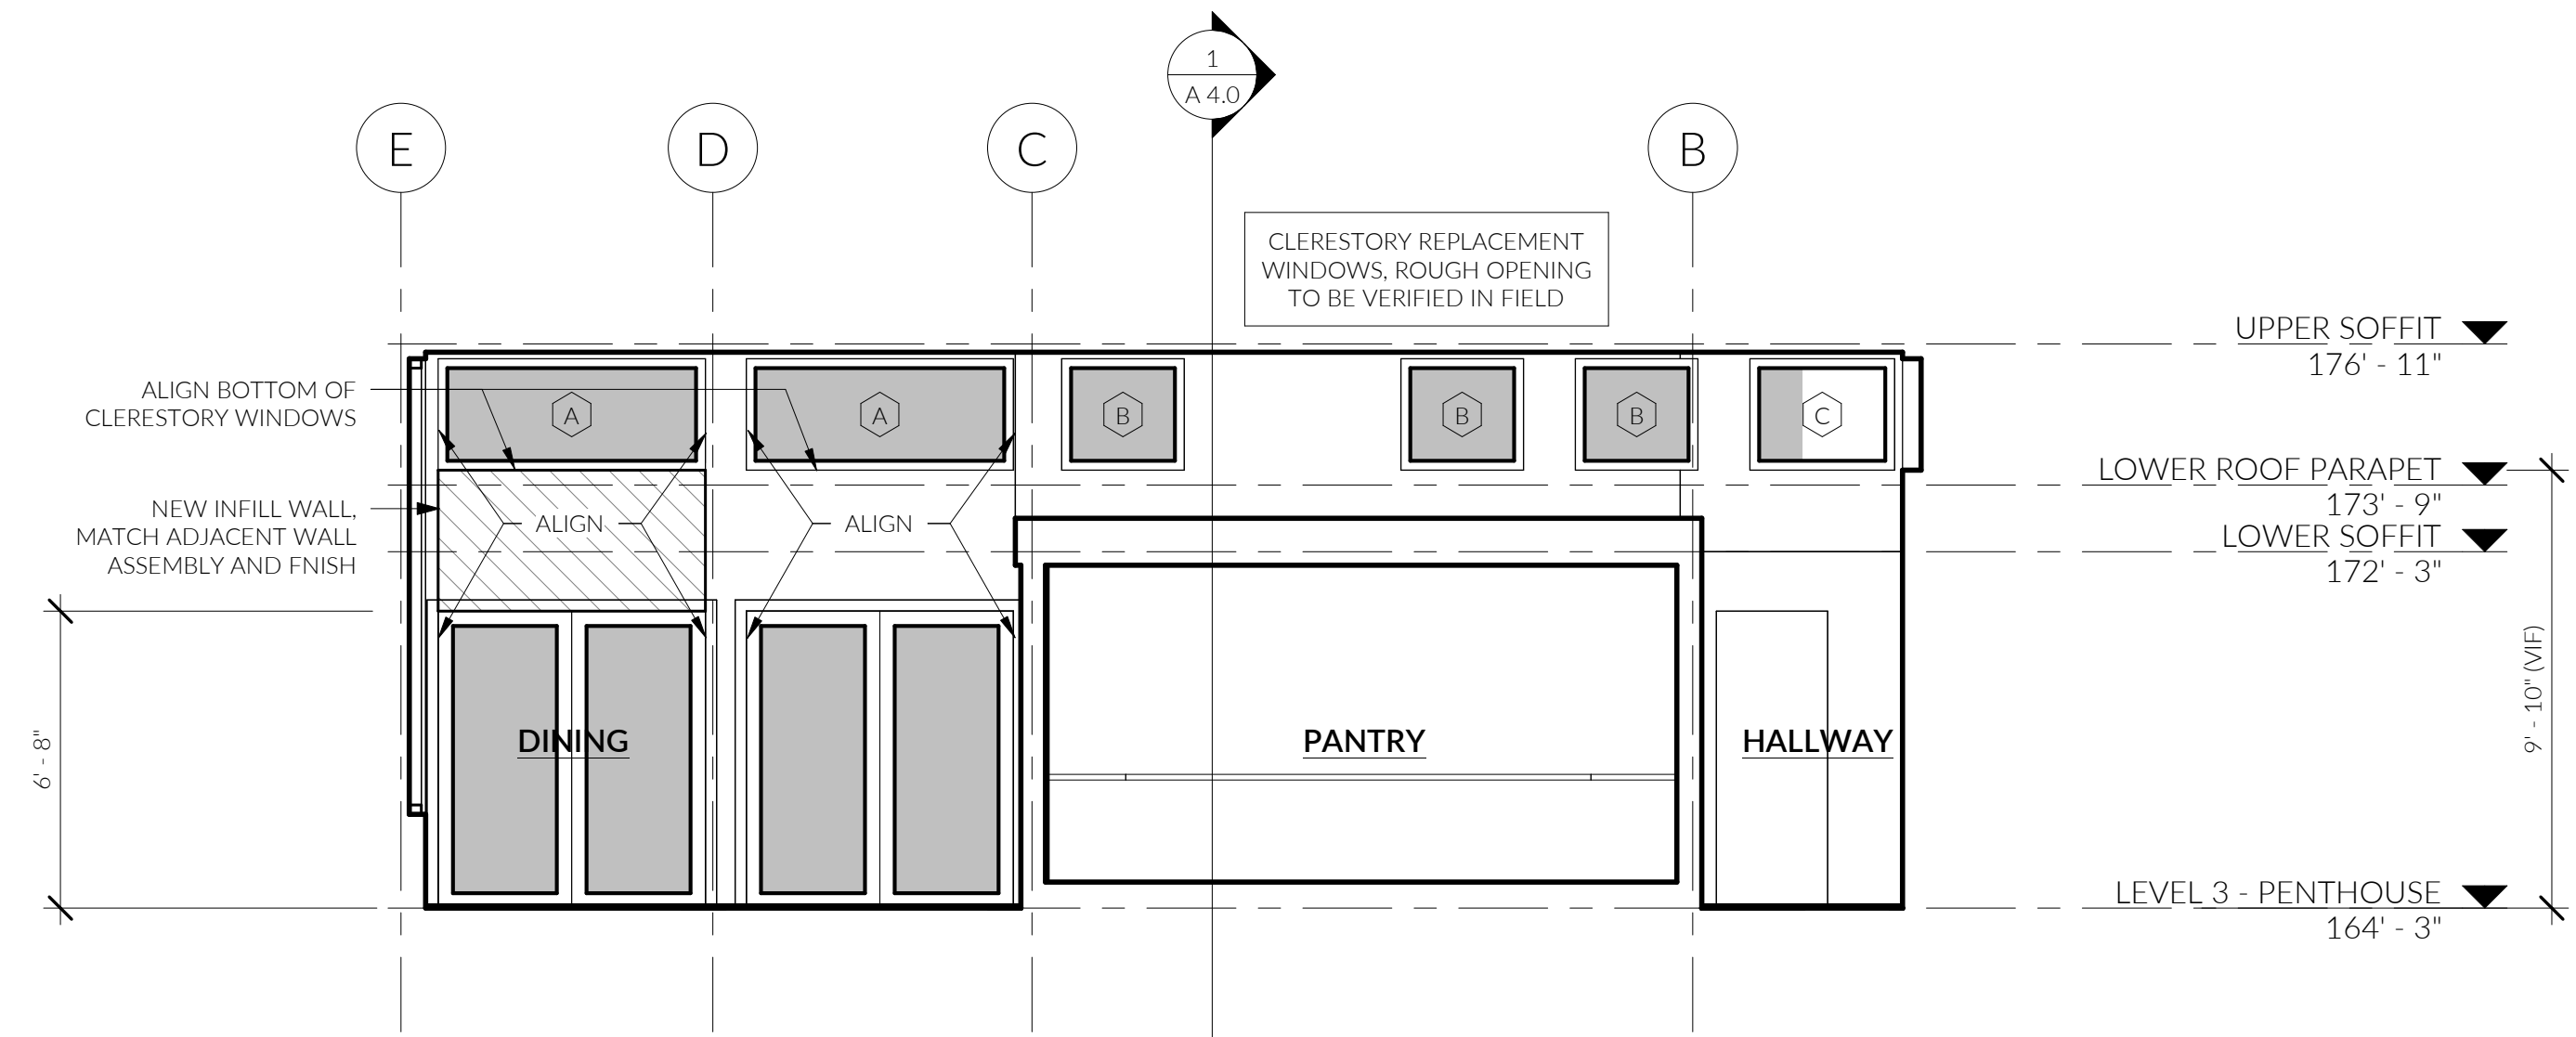 1
A 4.0
E
D
C
B
CLERESTORY REPLACEMENT
WINDOWS, ROUGH OPENING
TO BE VERIFIED IN FIELD
UPPER SOFFIT
176' - 11"
ALIGN BOTTOM OF
CLERESTORY WINDOWS
A
A
B
B
B
C
LOWER ROOF PARAPET
173' - 9"
NEW INFILL WALL,
MATCH ADJACENT WALL
ASSEMBLY AND FNISH
ALIGN
ALIGN
LOWER SOFFIT
172' - 3"
6' - 8"
DINING
PANTRY
HALLWAY
9' - 10" (VIF)
LEVEL 3 - PENTHOUSE
164' - 3"